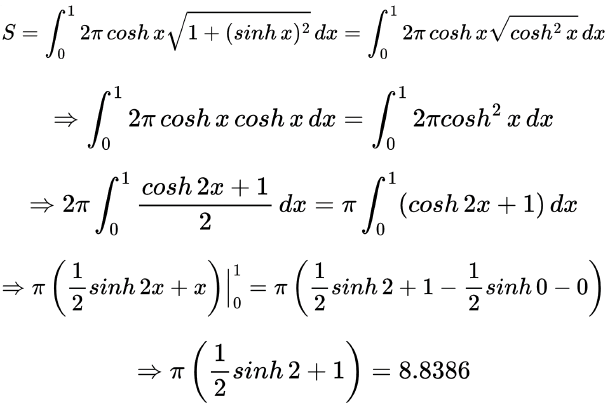 S = ∫₀¹ 2π cosh x √(1 + (sinh x)²) dx = ∫₀¹ 2π cosh x √(cosh² x) dx
⇒ ∫₀¹ 2π cosh x cosh x dx = ∫₀¹ 2πcosh² x dx
⇒ 2π ∫₀¹ (cosh 2x + 1)/2 dx = π ∫₀¹ (cosh 2x + 1) dx
⇒ π (1/2 sinh 2x + x)|₀¹ = π (1/2 sinh 2 + 1 − 1/2 sinh 0 − 0)
⇒ π (1/2 sinh 2 + 1) = 8.8386